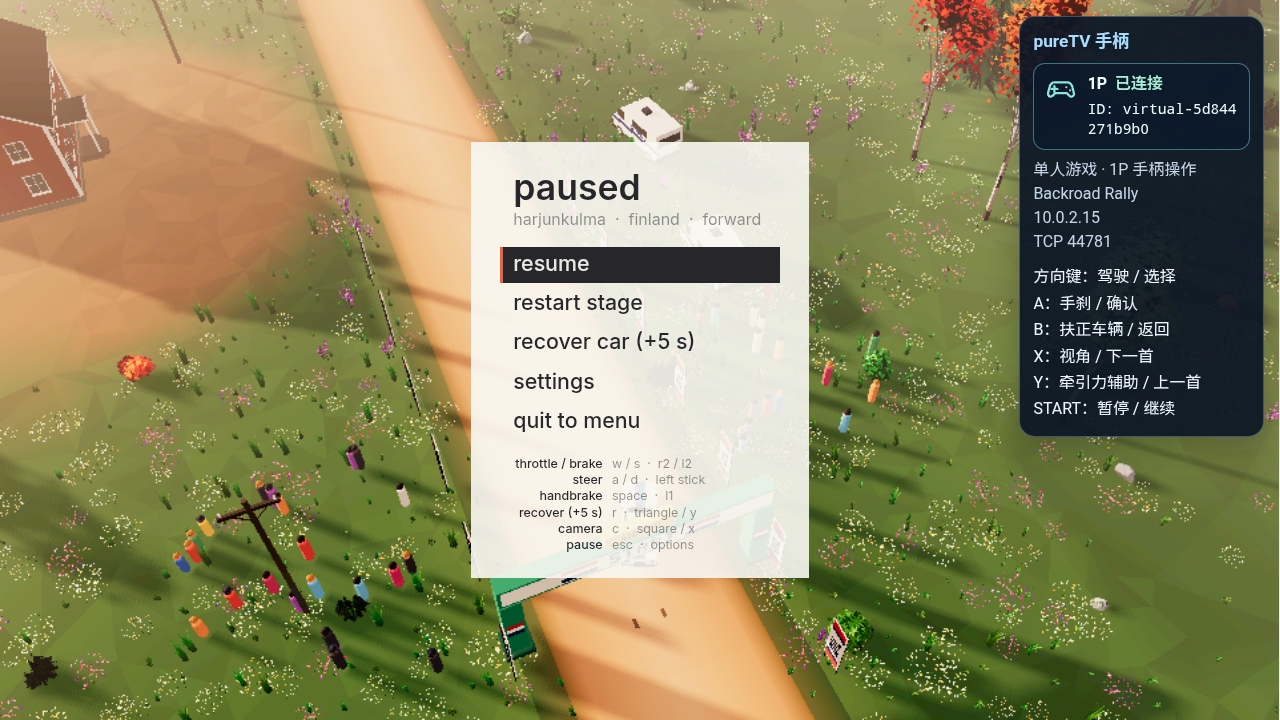 paused
harjunkulma · finland · forward
resume
restart stage
recover car (+5 s)
settings
quit to menu
throttle / brake w / s · r2 / l2
steer a / d · left stick
handbrake space · l1
recover (+5 s) r · triangle / y
camera c · square / x
pause esc · options
pureTV 手柄
1P 已连接
ID: virtual-5d844
271b9b0
单人游戏 · 1P 手柄操作
Backroad Rally
10.0.2.15
TCP 44781
方向键：驾驶 / 选择
A：手刹 / 确认
B：扶正车辆 / 返回
X：视角 / 下一首
Y：牵引力辅助 / 上一首
START：暂停 / 继续